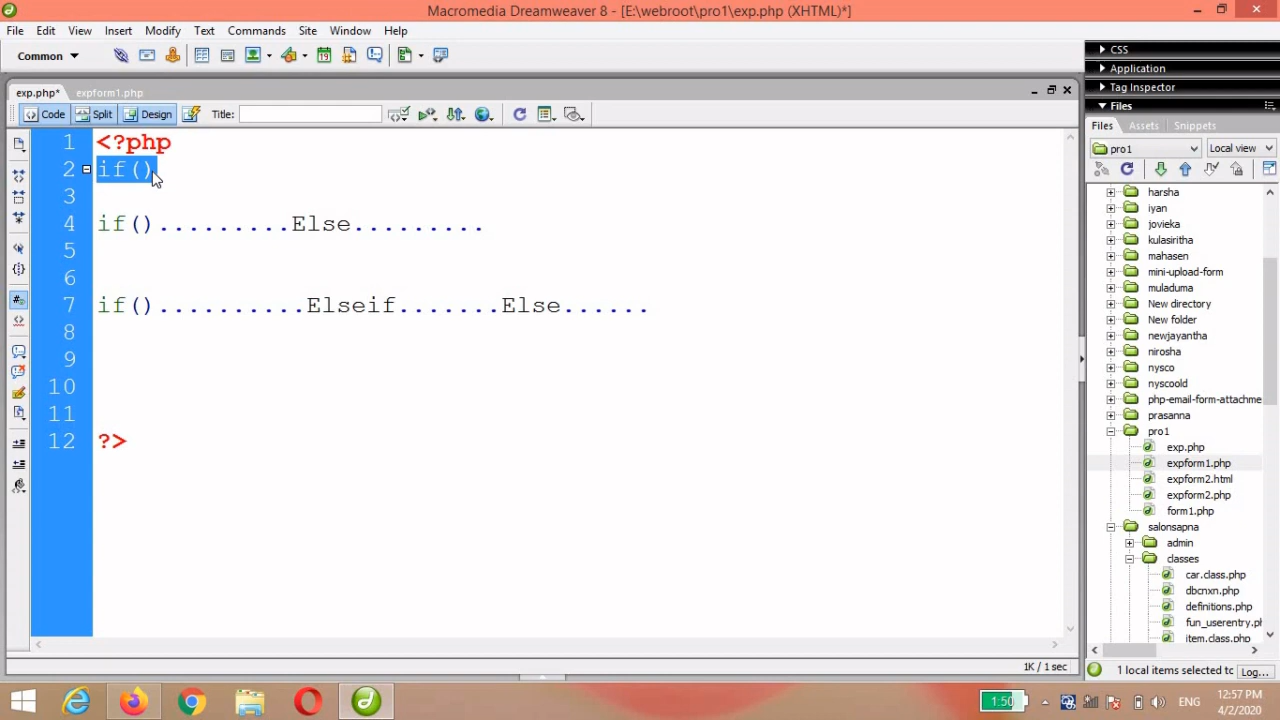 Macromedia Dreamweaver 8 - [E:\webroot\pro1\exp.php (XHTML)*]
File Edit View Insert Modify Text Commands Site Window Help
Common
CSS
Application
Tag Inspector
Files
exp.php* expform1.php
Code Split Design Title:
Files Assets Snippets
pro1 Local view
1 <?php
2 if()
3
4 if().........Else.........
5
6
7 if()..........Elseif.......Else......
8
9
10
11
12 ?>
harsha
iyan
jovieka
kulasiritha
mahasen
mini-upload-form
muladuma
New directory
New folder
newjayantha
nirosha
nysco
nyscoold
php-email-form-attachme
prasanna
pro1
exp.php
expform1.php
expform2.html
expform2.php
form1.php
salonsapna
admin
classes
car.class.php
dbcnxn.php
definitions.php
fun_userentry.ph
item.class.php
1K / 1 sec
1 local items selected to Log...
1:50 ENG 12:57 PM
4/2/2020